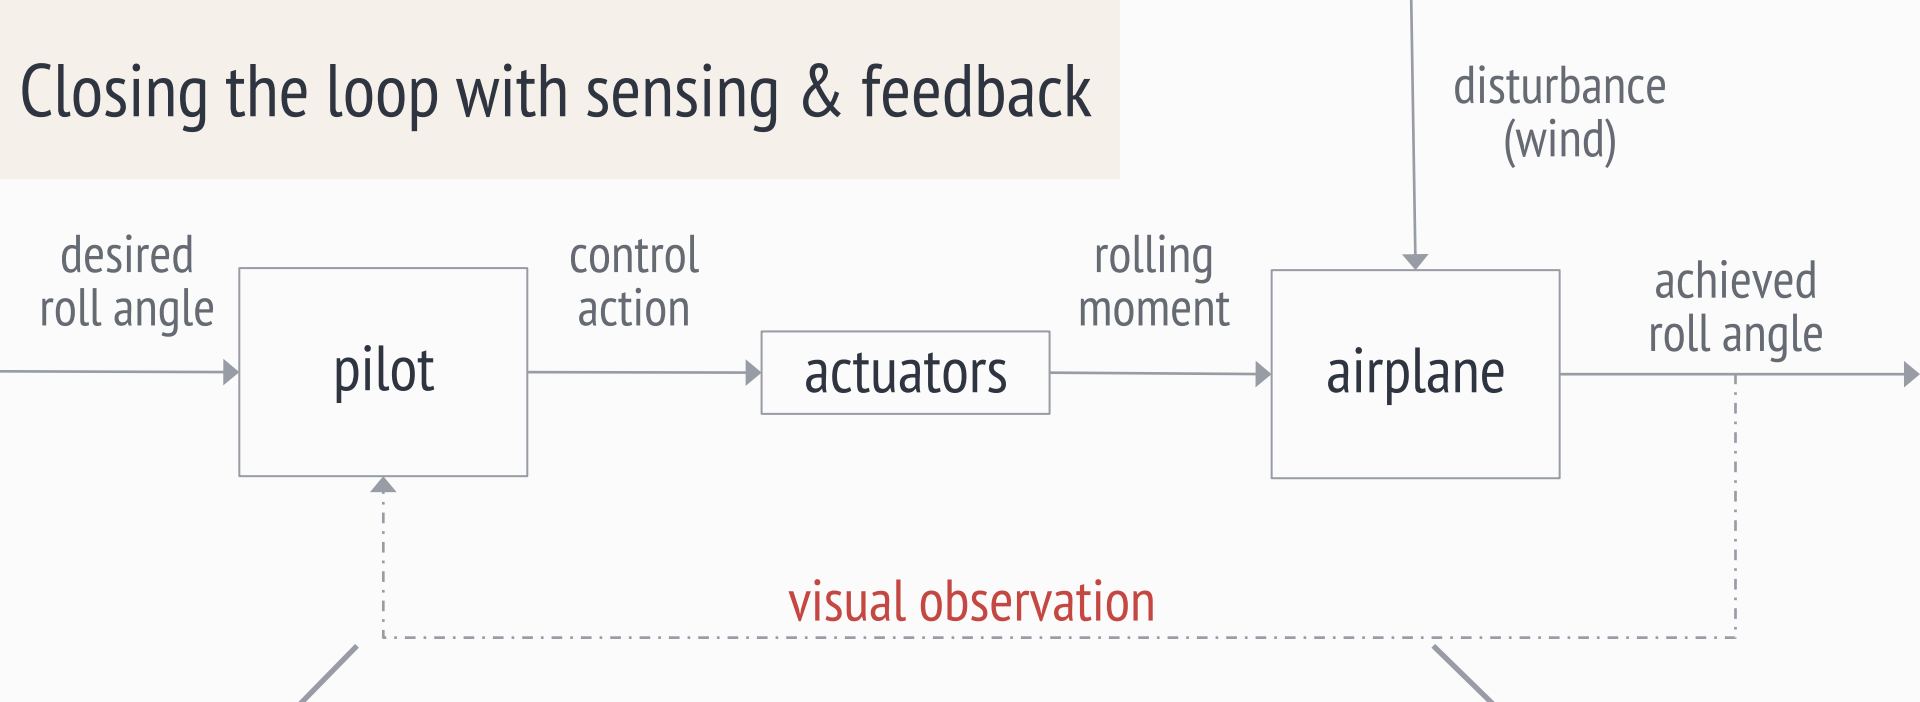 Closing the loop with sensing & feedback
disturbance
(wind)
desired
roll angle
control
action
rolling
moment
achieved
roll angle
pilot
actuators
airplane
visual observation